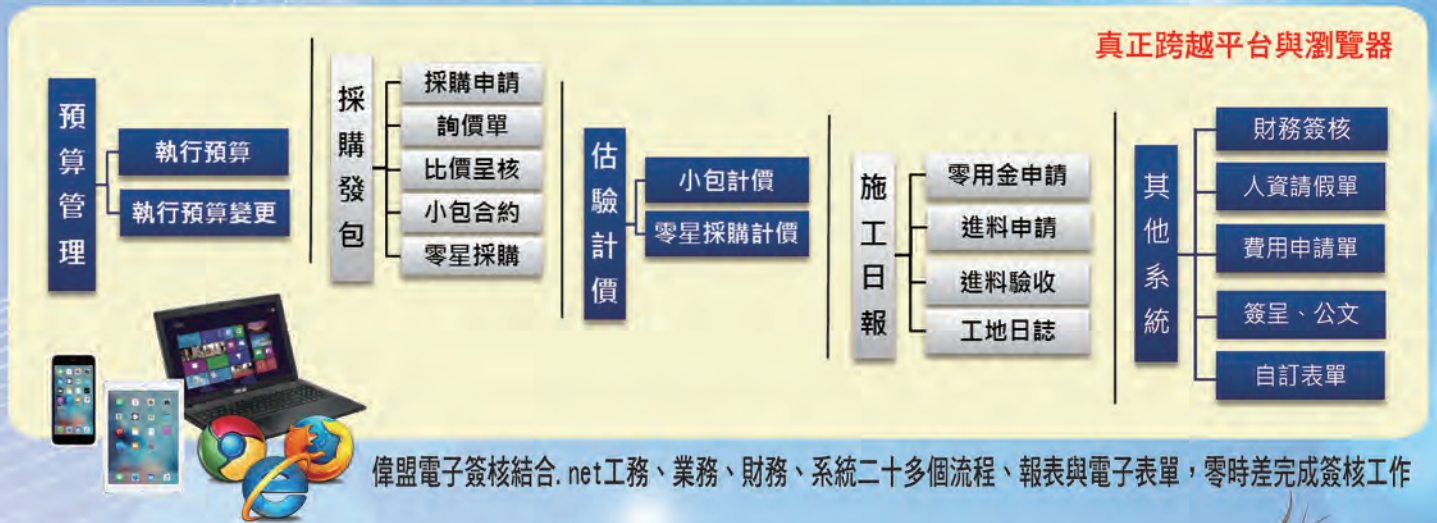 真正跨越平台與瀏覽器
預算管理
執行預算
執行預算變更
採購發包
採購申請
詢價單
比價呈核
小包合約
零星採購
估驗計價
小包計價
零星採購計價
施工日報
零用金申請
進料申請
進料驗收
工地日誌
其他系統
財務簽核
人資請假單
費用申請單
簽呈、公文
自訂表單
偉盟電子簽核結合.net工務、業務、財務、系統二十多個流程、報表與電子表單，零時差完成簽核工作